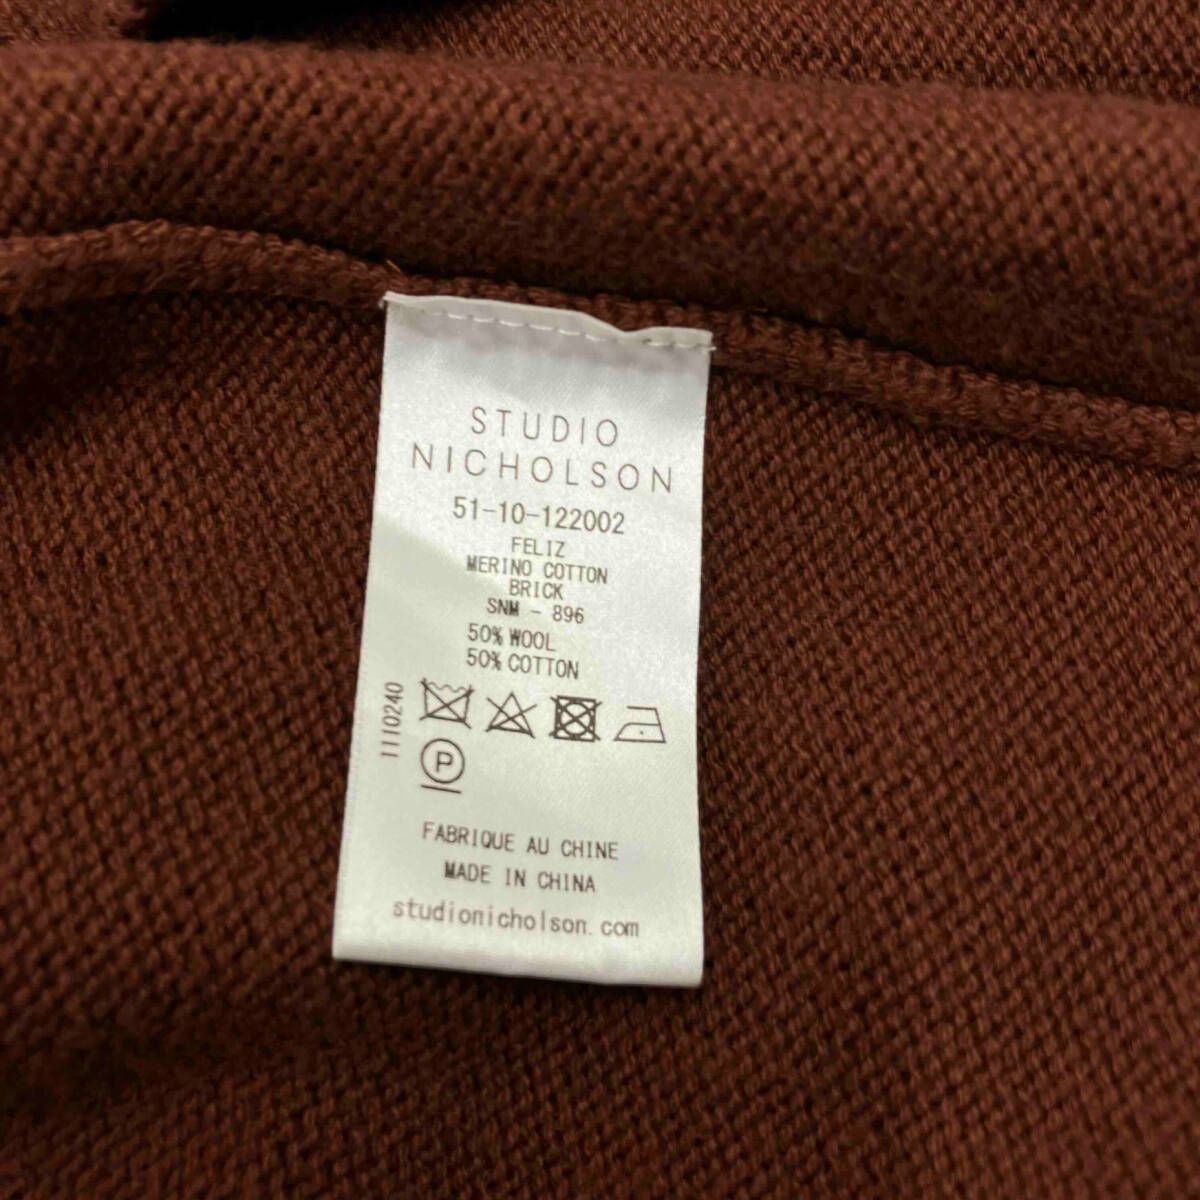 STUDIO
NICHOLSON
51-10-122002
FELIZ
MERINO COTTON
BRICK
SNM - 896
50% WOOL
50% COTTON
1110240
P
FABRIQUE AU CHINE
MADE IN CHINA
studionicholson.com